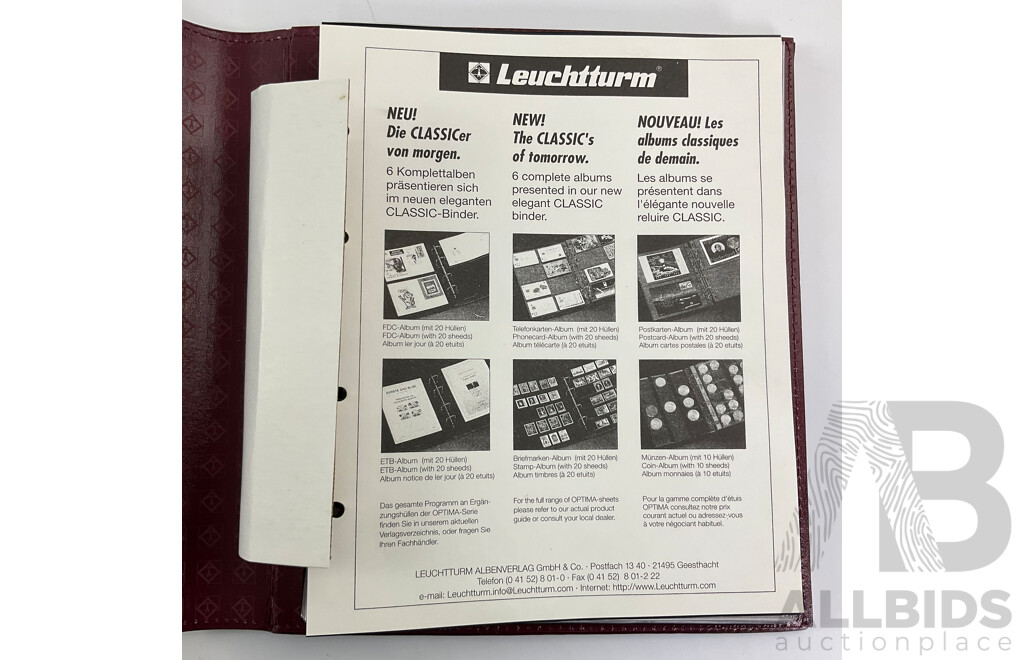 Leuchtturm®
NEU!
Die CLASSICer
von morgen.
6 Komplettalben
präsentieren sich
im neuen eleganten
CLASSIC-Binder.
NEW!
The CLASSIC's
of tomorrow.
6 complete albums
presented in our new
elegant CLASSIC
binder.
NOUVEAU! Les
albums classiques
de demain.
Les albums se
présentent dans
l'élégante nouvelle
reluire CLASSIC.
FDC-Album (mit 20 Hüllen)
FDC-Album (with 20 sheeds)
Album ler jour (à 20 etuits)
Telefonkarten-Album (mit 20 Hüllen)
Phonecard-Album (with 20 sheeds)
Album télécarte (à 20 etuits)
Postkarten-Album (mit 20 Hüllen)
Postcard-Album (with 20 sheeds)
Album cartes postales (à 20 etuits)
ETB-Album (mit 20 Hüllen)
ETB-Album (with 20 sheeds)
Album notice de ler jour (à 20 etuits)
Briefmarken-Album (mit 20 Hüllen)
Stamp-Album (with 20 sheeds)
Album timbres (à 20 etuits)
Münzen-Album (mit 10 Hüllen)
Coin-Album (with 10 sheeds)
Album monnaies (à 10 etuits)
Das gesamte Programm an Ergän-
zungshüllen der OPTIMA-Serie
finden Sie in unserem aktuellen
Verlagsverzeichnis, oder fragen Sie
Ihren Fachhändler.
For the full range of OPTIMA-sheets
please refer to our actual product
guide or consult your local dealer.
Pour la gamme complète d'étuis
OPTIMA consultez notre prix
courant actuel ou adressez-vous
à votre négociant habituel.
LEUCHTTURM ALBENVERLAG GmbH & Co. · Postfach 13 40 · 21495 Geesthacht
Telefon (0 41 52) 8 01-0 · Fax (0 41 52) 8 01-2 22
e-mail: Leuchtturm.info@Leuchtturm.com · Internet: http://www.Leuchtturm.com
AB
ALLBIDS
auctionplace